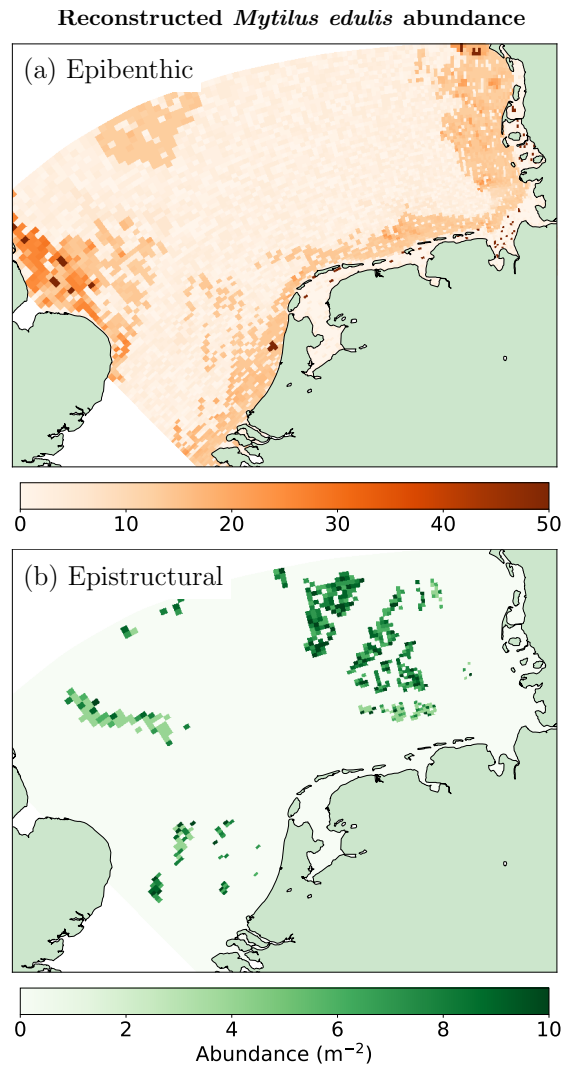 Reconstructed Mytilus edulis abundance
(a) Epibenthic
0 10 20 30 40 50
(b) Epistructural
0 2 4 6 8 10
Abundance (m⁻²)